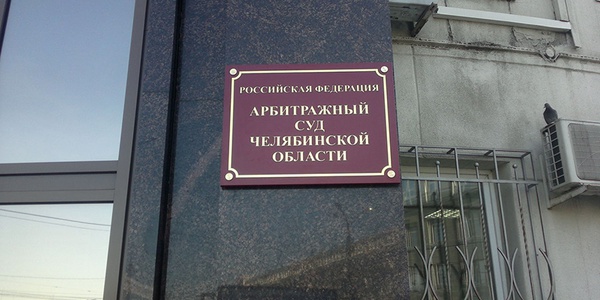 РОССИЙСКАЯ ФЕДЕРАЦИЯ
АРБИТРАЖНЫЙ
СУД
ЧЕЛЯБИНСКОЙ
ОБЛАСТИ